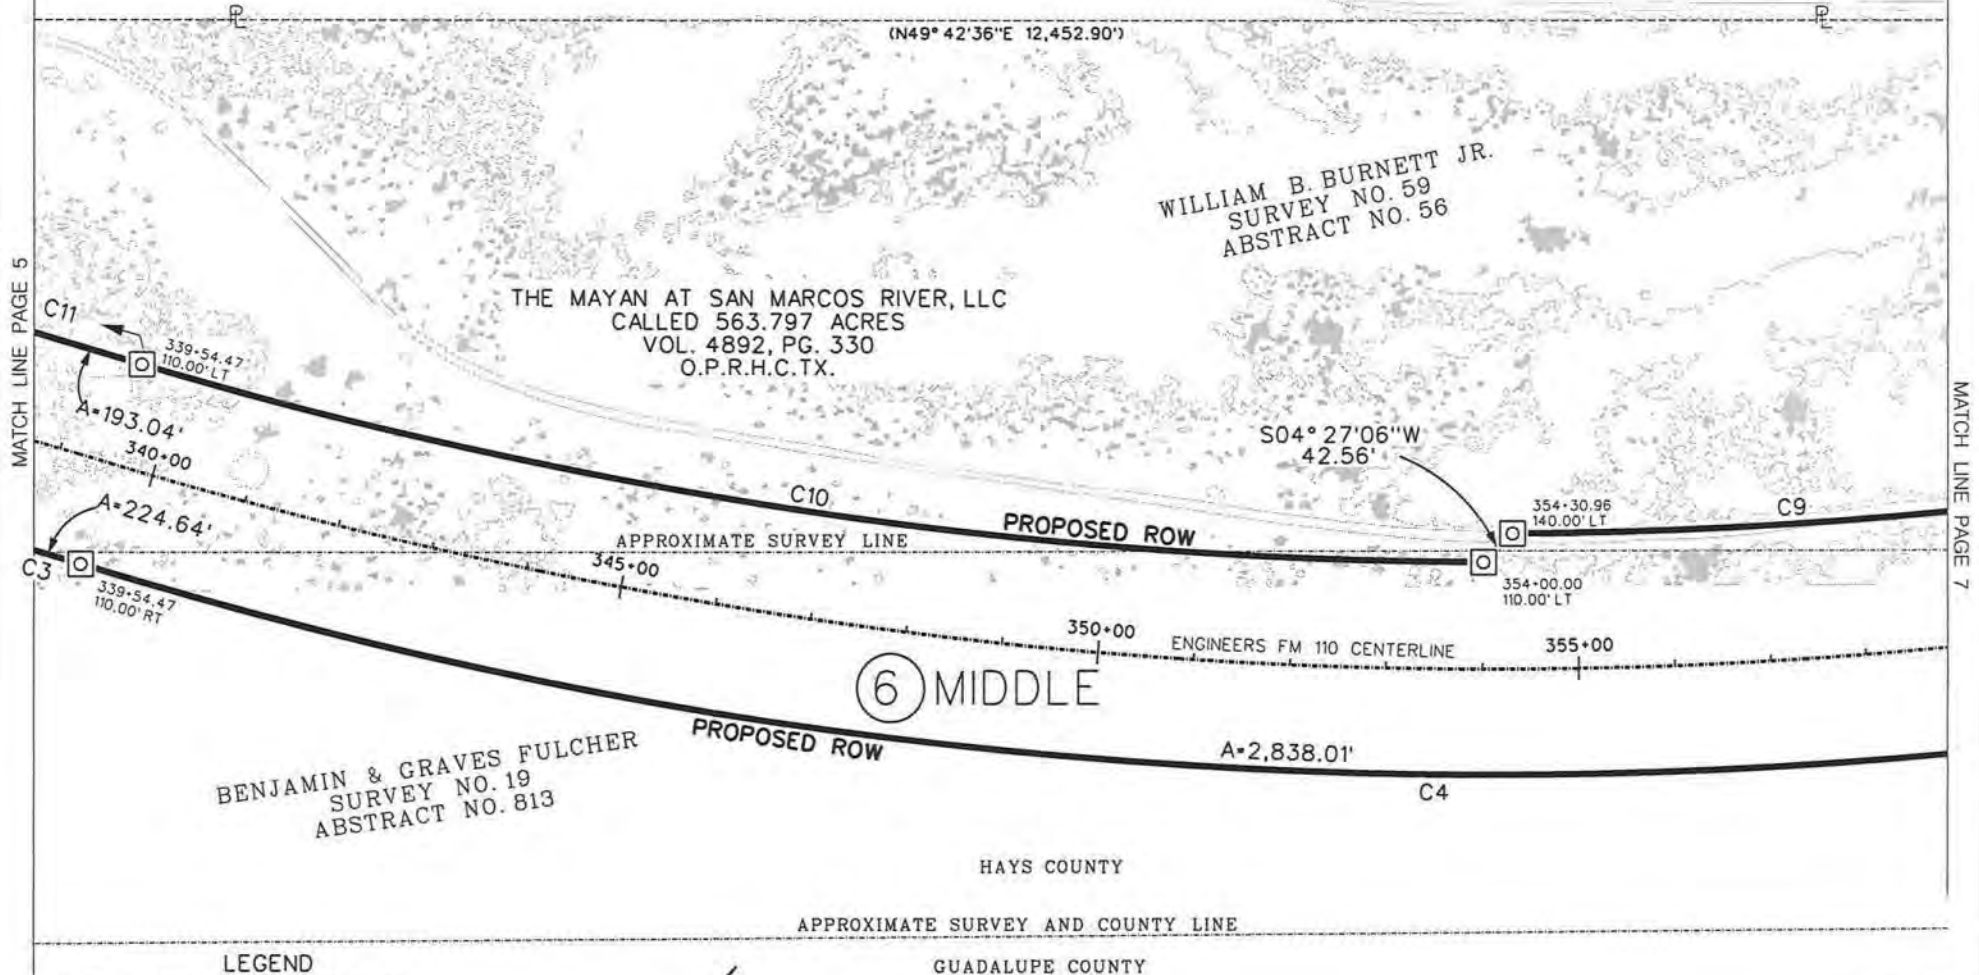 PL
PL
(N49° 42'36"E 12,452.90')
WILLIAM B. BURNETT JR.
SURVEY NO. 59
ABSTRACT NO. 56
MATCH LINE PAGE 5
C11
339+54.47
110.00' LT
THE MAYAN AT SAN MARCOS RIVER, LLC
CALLED 563.797 ACRES
VOL. 4892, PG. 330
O.P.R.H.C.TX.
MATCH LINE PAGE 7
A=193.04'
340+00
S04° 27'06"W
42.56'
C10
354+30.96
140.00' LT
C9
A=224.64'
PROPOSED ROW
APPROXIMATE SURVEY LINE
C3
345+00
339+54.47
110.00' RT
354+00.00
110.00' LT
350+00
ENGINEERS FM 110 CENTERLINE
355+00
6 MIDDLE
PROPOSED ROW
A=2,838.01'
C4
BENJAMIN & GRAVES FULCHER
SURVEY NO. 19
ABSTRACT NO. 813
HAYS COUNTY
APPROXIMATE SURVEY AND COUNTY LINE
LEGEND
GUADALUPE COUNTY